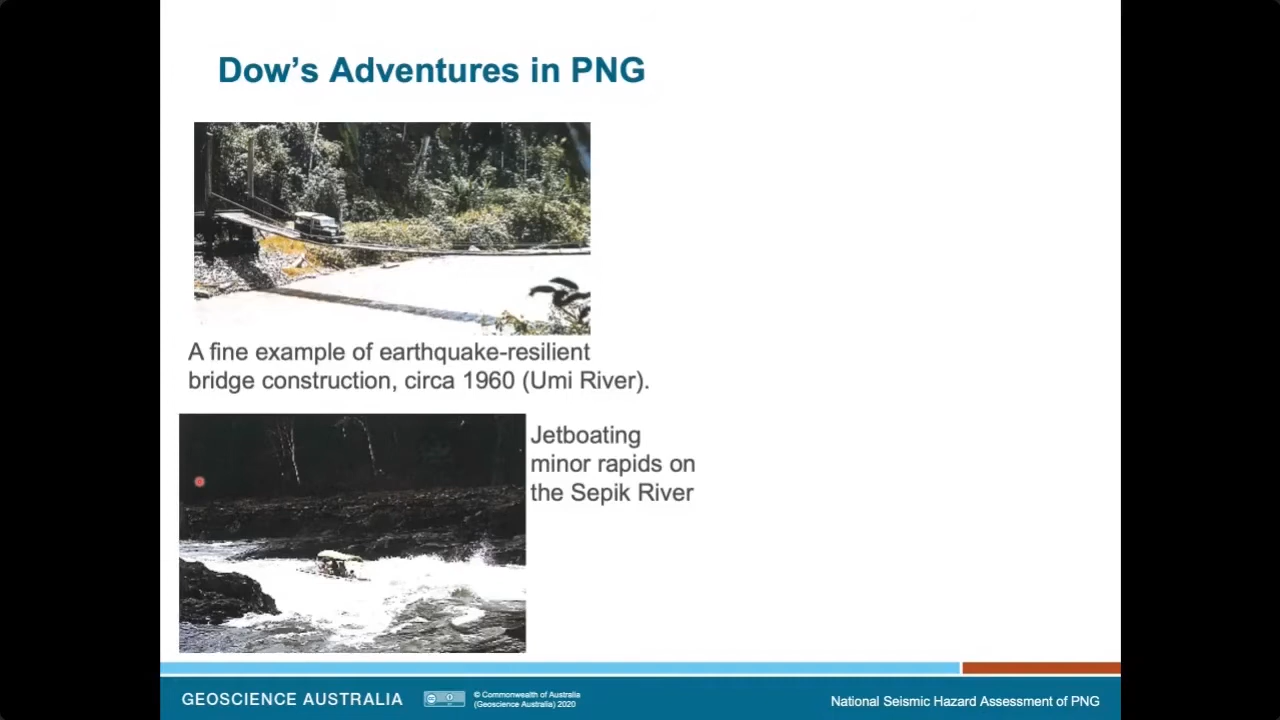 Dow’s Adventures in PNG
A fine example of earthquake-resilient
bridge construction, circa 1960 (Umi River).
Jetboating
minor rapids on
the Sepik River
GEOSCIENCE AUSTRALIA
© Commonwealth of Australia
(Geoscience Australia) 2020
National Seismic Hazard Assessment of PNG